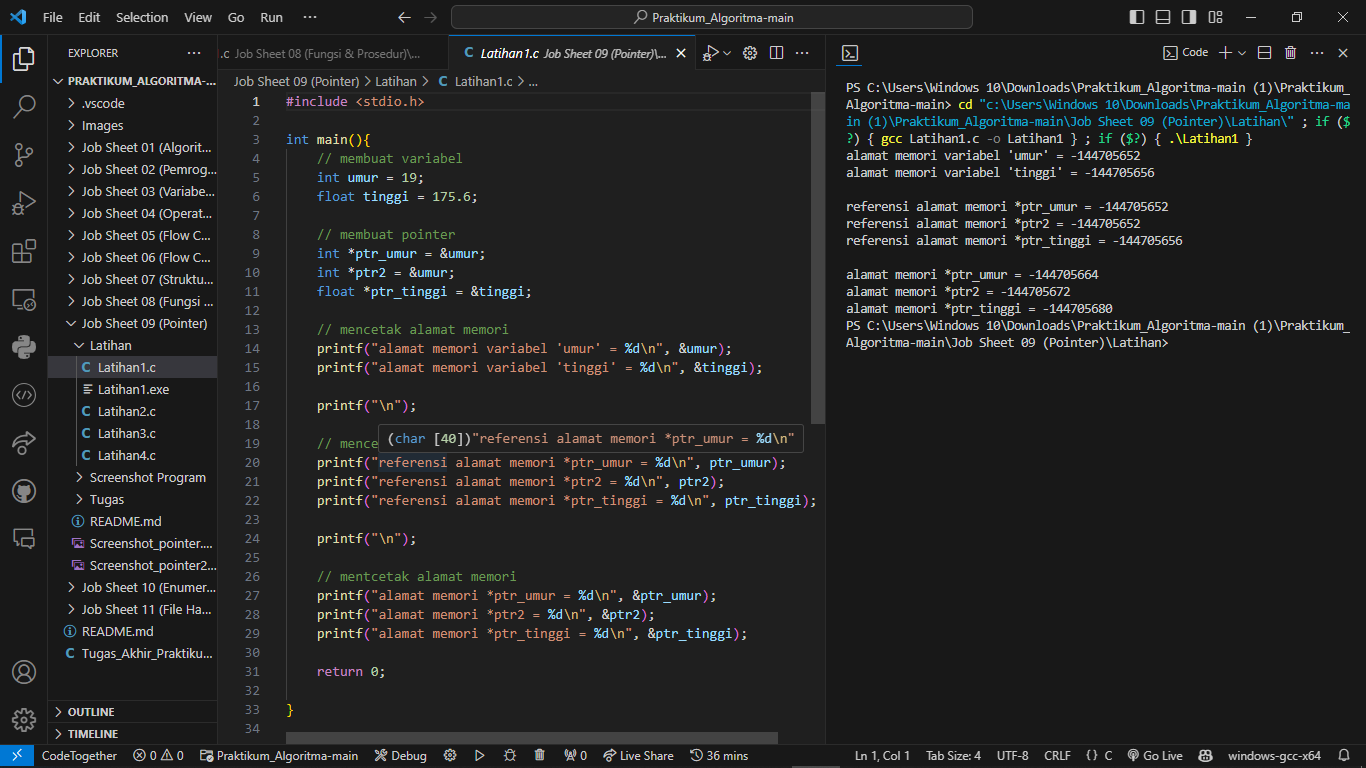 File Edit Selection View Go Run ··· Praktikum_Algoritma-main
EXPLORER ···
PRAKTIKUM_ALGORITMA-...
.vscode
Images
Job Sheet 01 (Algorit...
Job Sheet 02 (Pemrog...
Job Sheet 03 (Variabe...
Job Sheet 04 (Operat...
Job Sheet 05 (Flow C...
Job Sheet 06 (Flow C...
Job Sheet 07 (Struktu...
Job Sheet 08 (Fungsi ...
Job Sheet 09 (Pointer)
Latihan
C Latihan1.c
Latihan1.exe
C Latihan2.c
C Latihan3.c
C Latihan4.c
Screenshot Program
Tugas
README.md
Screenshot_pointer....
Screenshot_pointer2...
Job Sheet 10 (Enumer...
Job Sheet 11 (File Ha...
README.md
C Tugas_Akhir_Praktiku...
OUTLINE
TIMELINE
.c Job Sheet 08 (Fungsi & Prosedur)\... C Latihan1.c Job Sheet 09 (Pointer)\...
Job Sheet 09 (Pointer) > Latihan > C Latihan1.c > ...
1 #include <stdio.h>
2
3 int main(){
4 // membuat variabel
5 int umur = 19;
6 float tinggi = 175.6;
7
8 // membuat pointer
9 int *ptr_umur = &umur;
10 int *ptr2 = &umur;
11 float *ptr_tinggi = &tinggi;
12
13 // mencetak alamat memori
14 printf("alamat memori variabel 'umur' = %d\n", &umur);
15 printf("alamat memori variabel 'tinggi' = %d\n", &tinggi);
16
17 printf("\n");
18
(char [40])"referensi alamat memori *ptr_umur = %d\n"
19 // mence
20 printf("referensi alamat memori *ptr_umur = %d\n", ptr_umur);
21 printf("referensi alamat memori *ptr2 = %d\n", ptr2);
22 printf("referensi alamat memori *ptr_tinggi = %d\n", ptr_tinggi);
23
24 printf("\n");
25
26 // mentcetak alamat memori
27 printf("alamat memori *ptr_umur = %d\n", &ptr_umur);
28 printf("alamat memori *ptr2 = %d\n", &ptr2);
29 printf("alamat memori *ptr_tinggi = %d\n", &ptr_tinggi);
30
31 return 0;
32
33 }
34
Code
PS C:\Users\Windows 10\Downloads\Praktikum_Algoritma-main (1)\Praktikum_
Algoritma-main> cd "c:\Users\Windows 10\Downloads\Praktikum_Algoritma-ma
in (1)\Praktikum_Algoritma-main\Job Sheet 09 (Pointer)\Latihan\" ; if ($
?) { gcc Latihan1.c -o Latihan1 } ; if ($?) { .\Latihan1 }
alamat memori variabel 'umur' = -144705652
alamat memori variabel 'tinggi' = -144705656
referensi alamat memori *ptr_umur = -144705652
referensi alamat memori *ptr2 = -144705652
referensi alamat memori *ptr_tinggi = -144705656
alamat memori *ptr_umur = -144705664
alamat memori *ptr2 = -144705672
alamat memori *ptr_tinggi = -144705680
PS C:\Users\Windows 10\Downloads\Praktikum_Algoritma-main (1)\Praktikum_
Algoritma-main\Job Sheet 09 (Pointer)\Latihan>
CodeTogether 0 0 Praktikum_Algoritma-main Debug 0 Live Share 36 mins Ln 1, Col 1 Tab Size: 4 UTF-8 CRLF { } C Go Live windows-gcc-x64